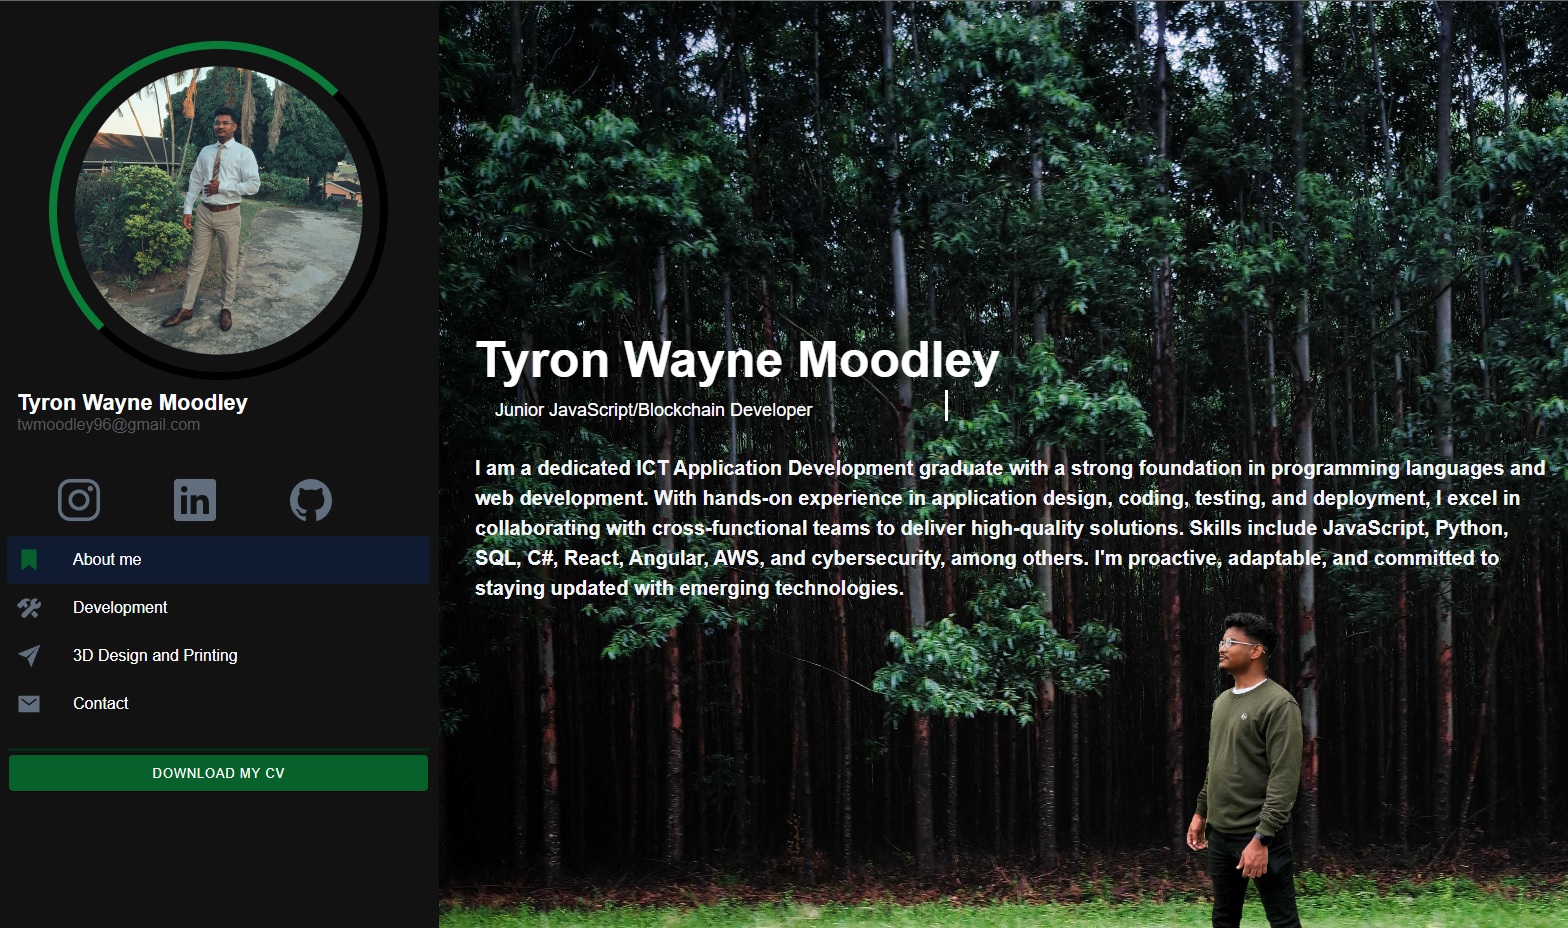 Tyron Wayne Moodley
twmoodley96@gmail.com
About me
Development
3D Design and Printing
Contact
DOWNLOAD MY CV
Tyron Wayne Moodley
Junior JavaScript/Blockchain Developer
I am a dedicated ICT Application Development graduate with a strong foundation in programming languages and
web development. With hands-on experience in application design, coding, testing, and deployment, I excel in
collaborating with cross-functional teams to deliver high-quality solutions. Skills include JavaScript, Python,
SQL, C#, React, Angular, AWS, and cybersecurity, among others. I'm proactive, adaptable, and committed to
staying updated with emerging technologies.